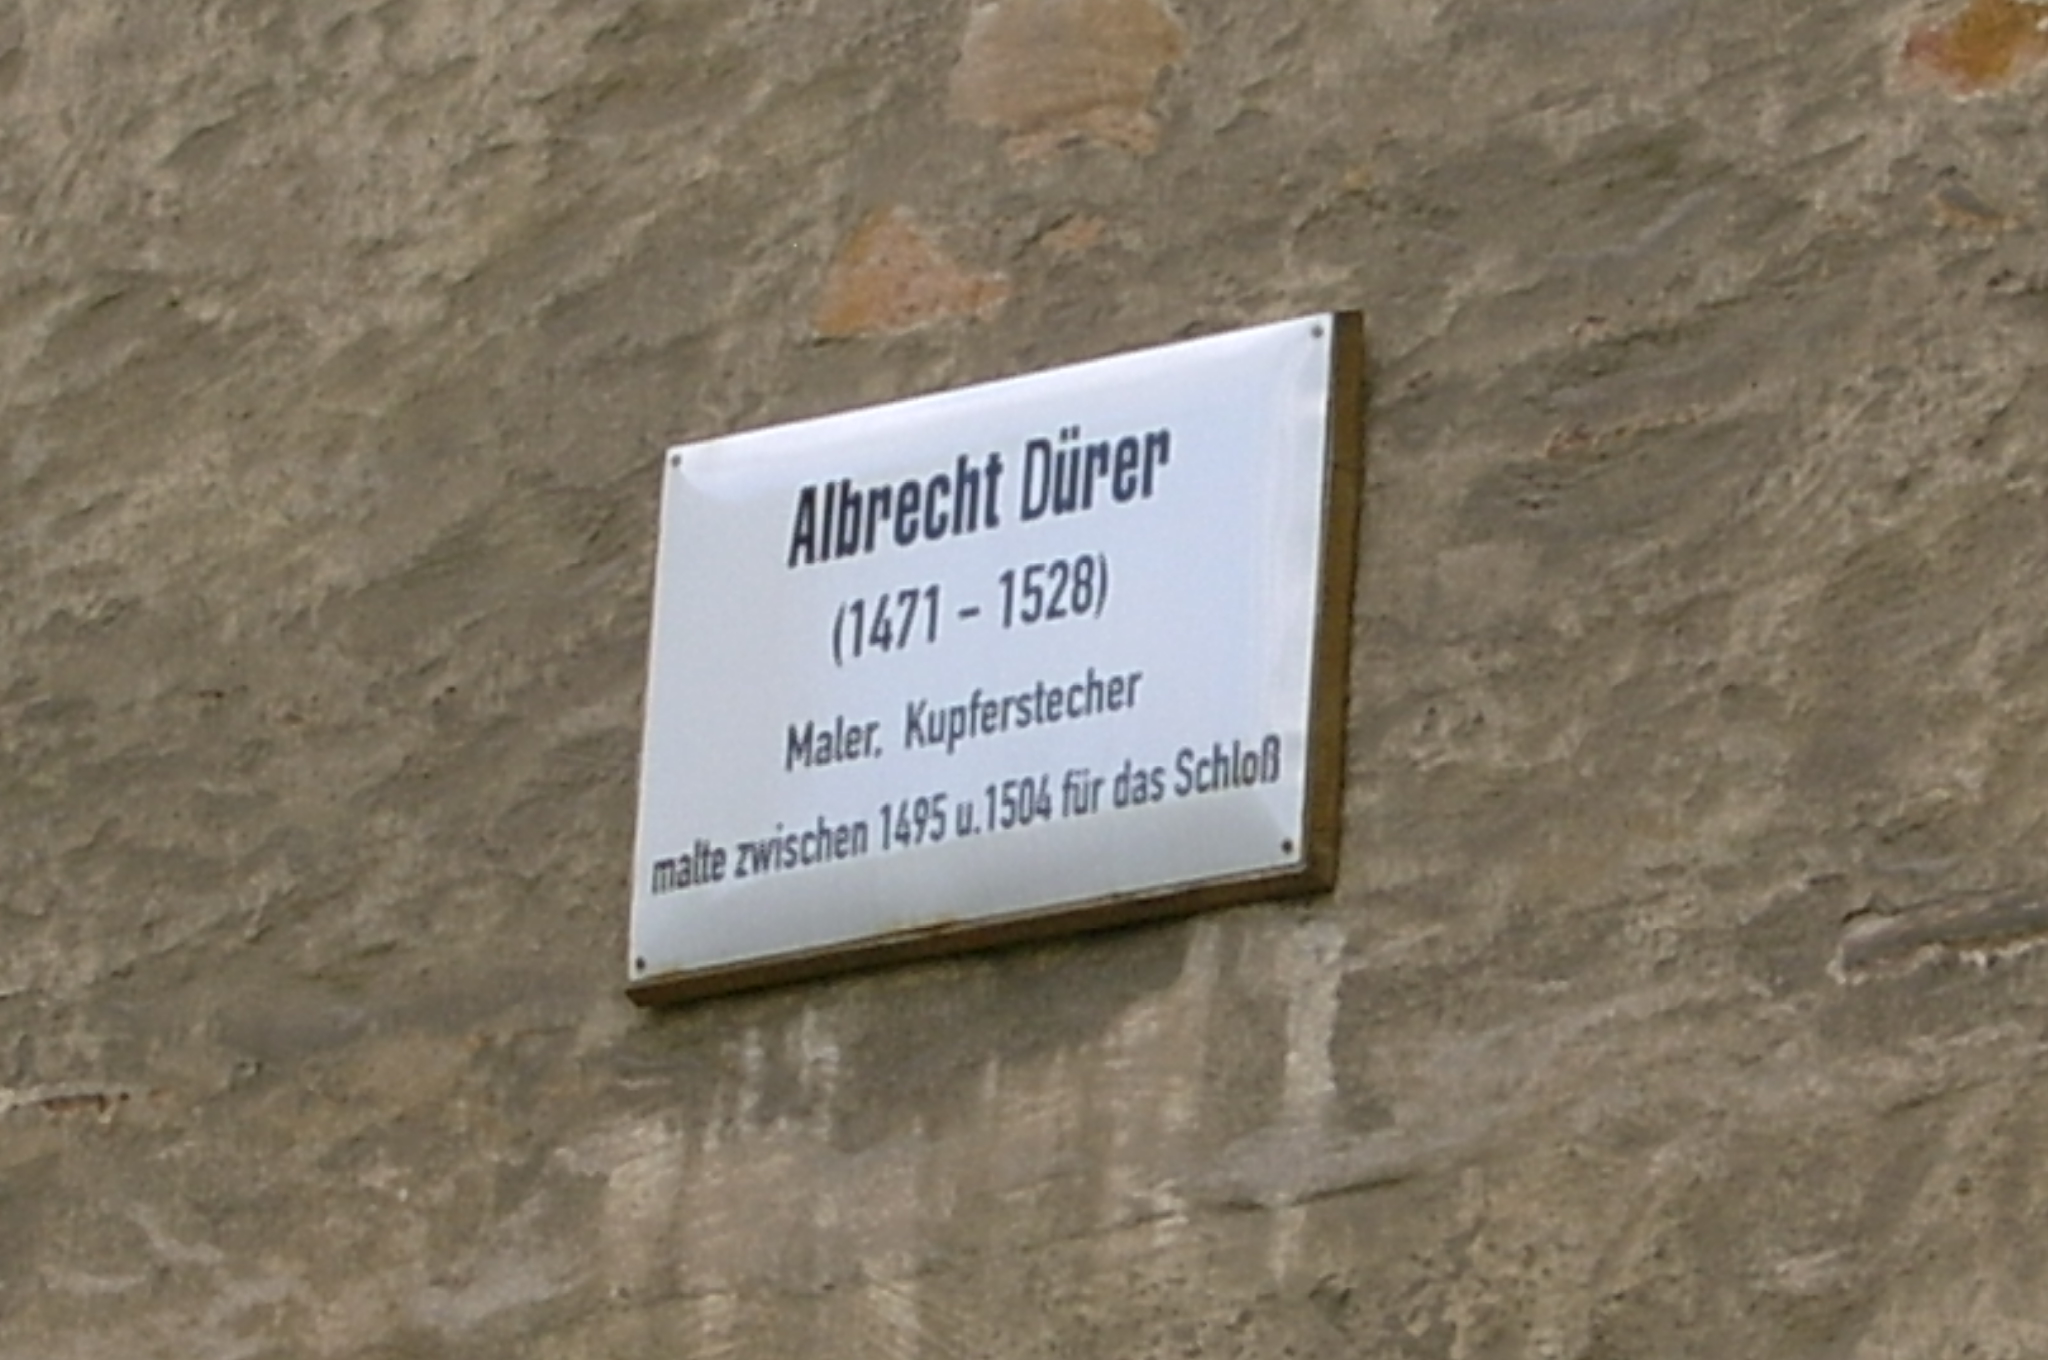 Albrecht Dürer
(1471 - 1528)
Maler, Kupferstecher
malte zwischen 1495 u. 1504 für das Schloß